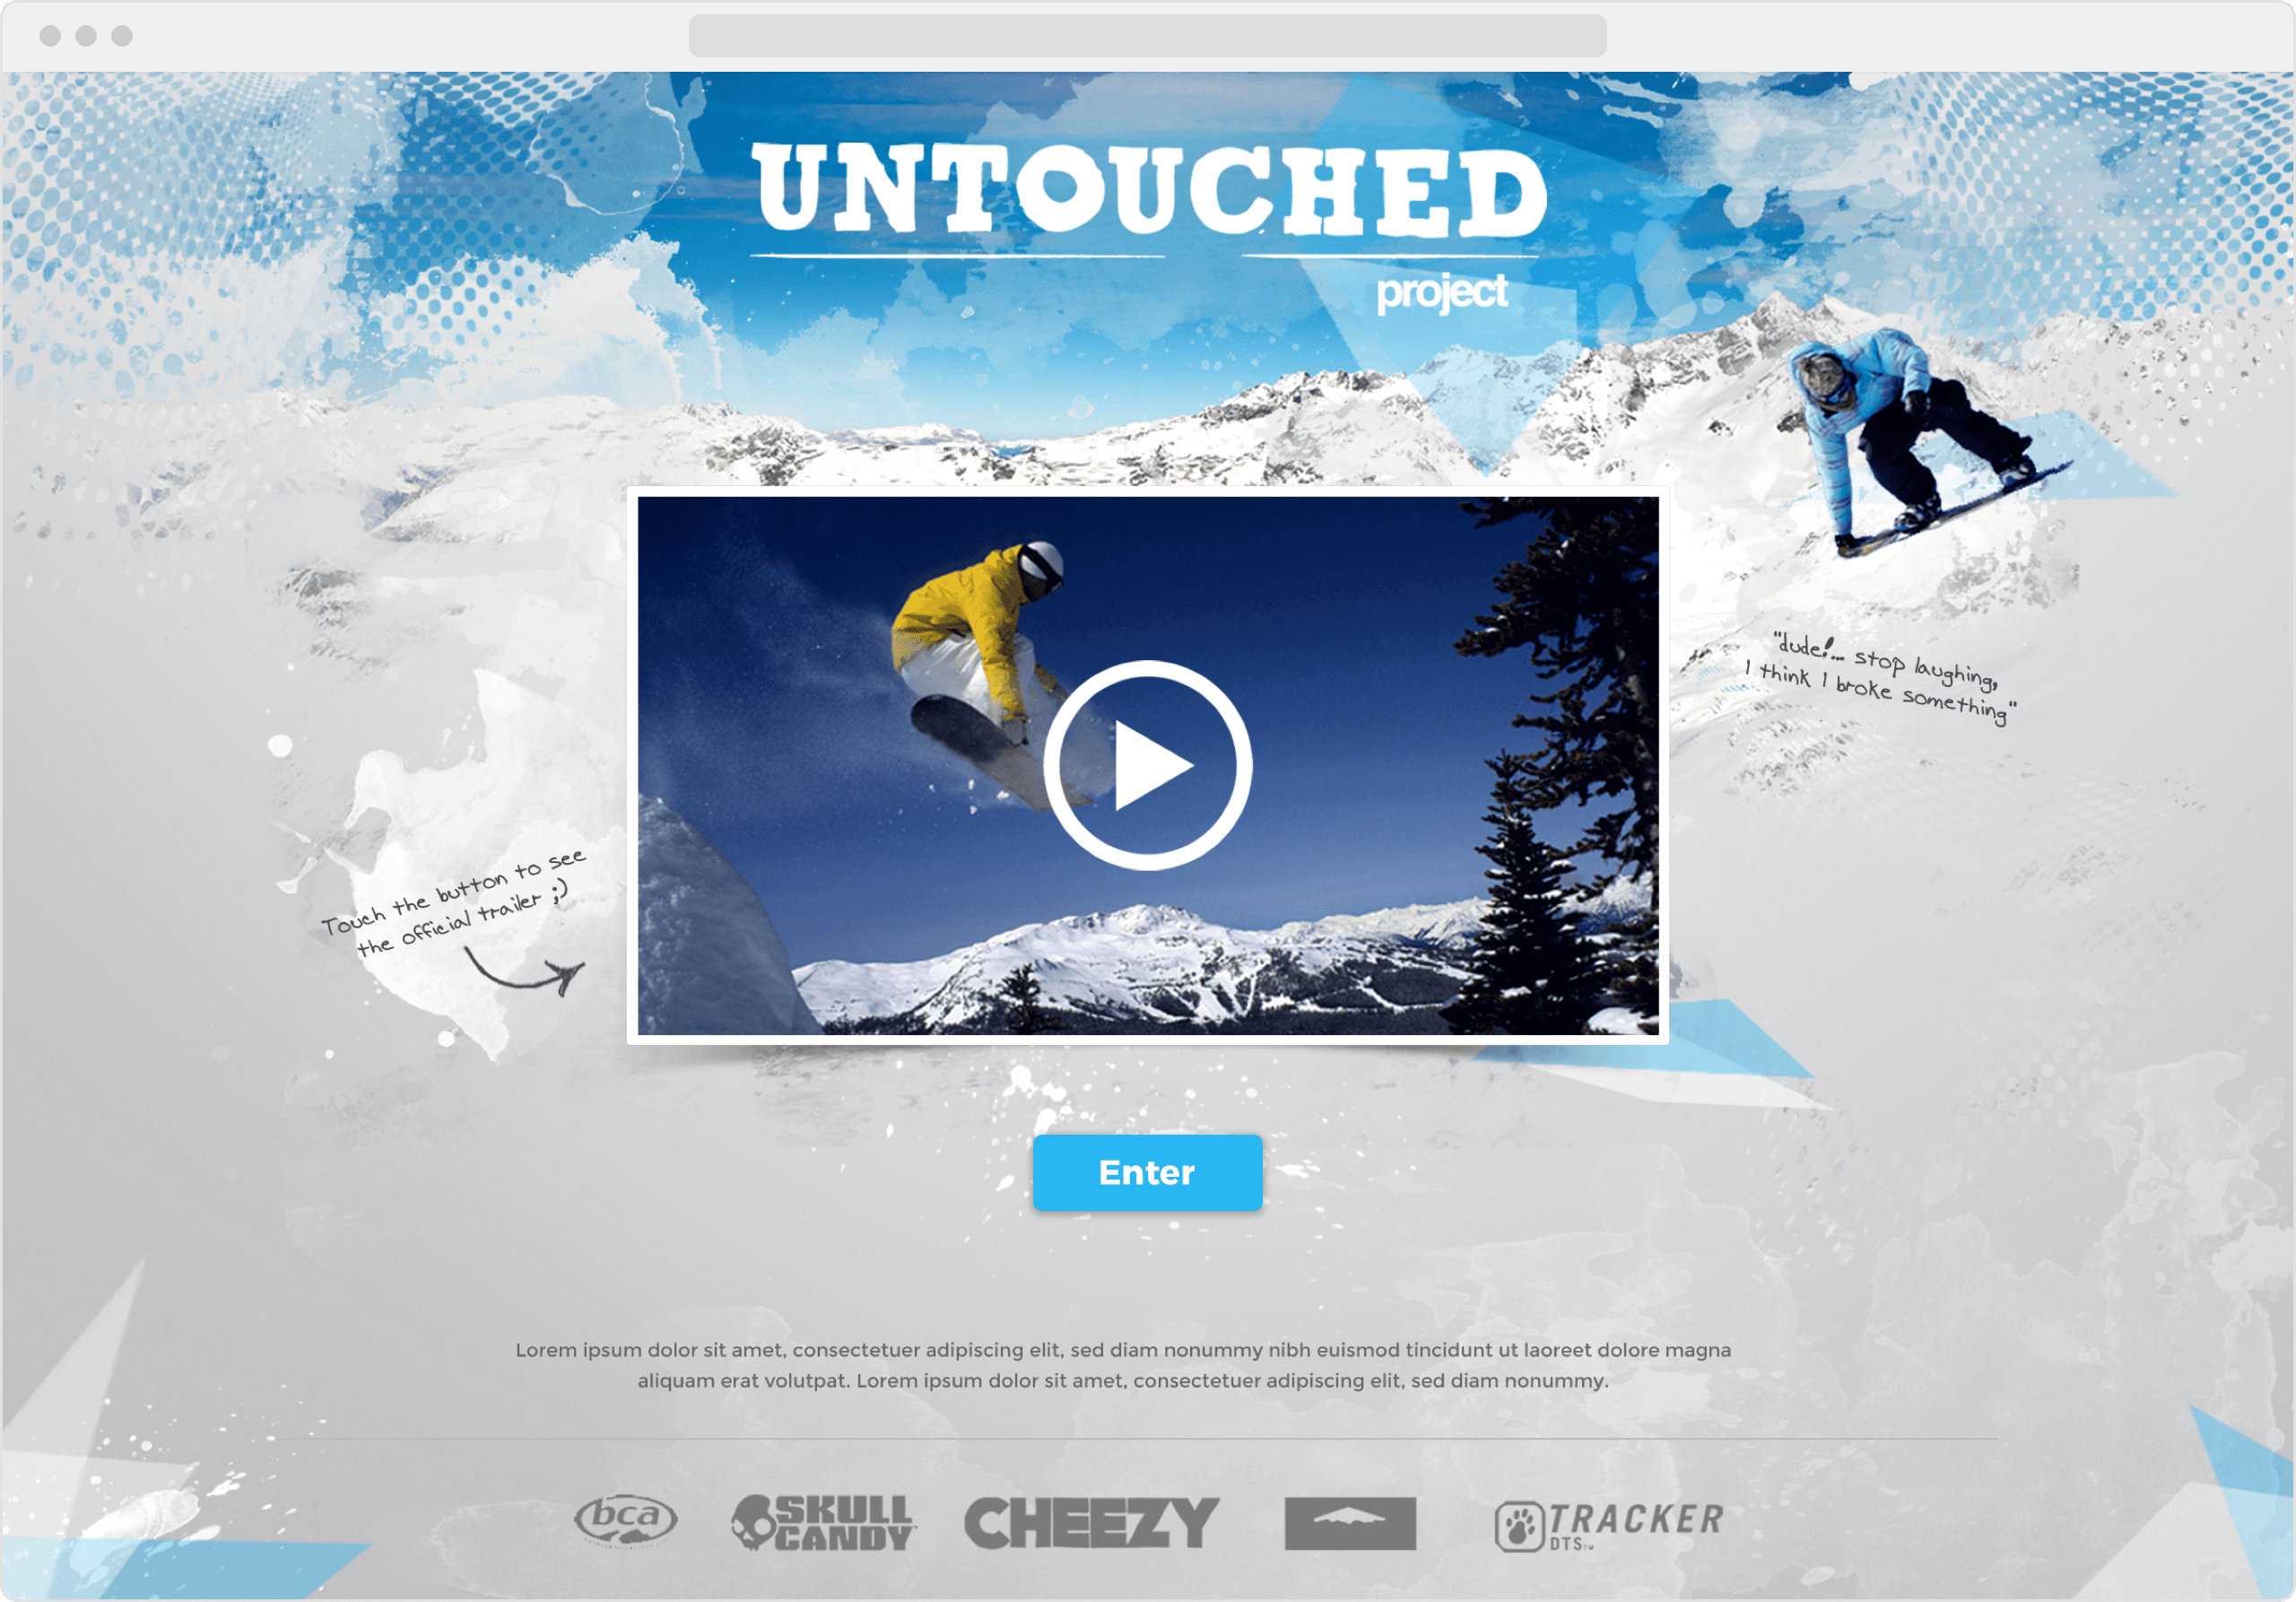 UNTOUCHED
project
"dude!... stop laughing,
I think I broke something"
Touch the button to see
the official trailer ;)
Enter
Lorem ipsum dolor sit amet, consectetuer adipiscing elit, sed diam nonummy nibh euismod tincidunt ut laoreet dolore magna
aliquam erat volutpat. Lorem ipsum dolor sit amet, consectetuer adipiscing elit, sed diam nonummy.
bca
SKULL
CANDY
CHEEZY
TRACKER
DTS™